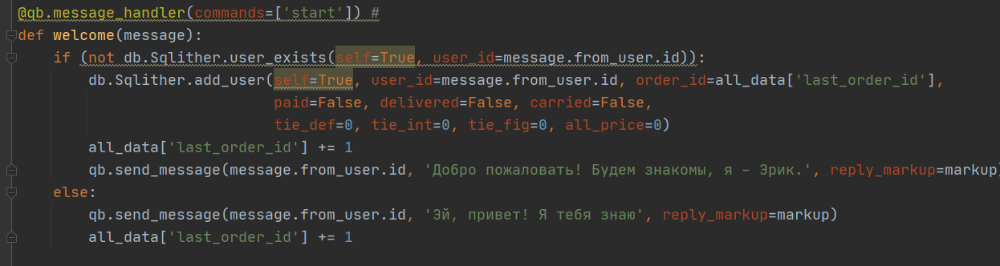 @qb.message_handler(commands=['start']) #
def welcome(message):
    if (not db.Sqlither.user_exists(self=True, user_id=message.from_user.id)):
        db.Sqlither.add_user(self=True, user_id=message.from_user.id, order_id=all_data['last_order_id'],
                             paid=False, delivered=False, carried=False,
                             tie_def=0, tie_int=0, tie_fig=0, all_price=0)
        all_data['last_order_id'] += 1
        qb.send_message(message.from_user.id, 'Добро пожаловать! Будем знакомы, я - Эрик.', reply_markup=markup)
    else:
        qb.send_message(message.from_user.id, 'Эй, привет! Я тебя знаю', reply_markup=markup)
        all_data['last_order_id'] += 1